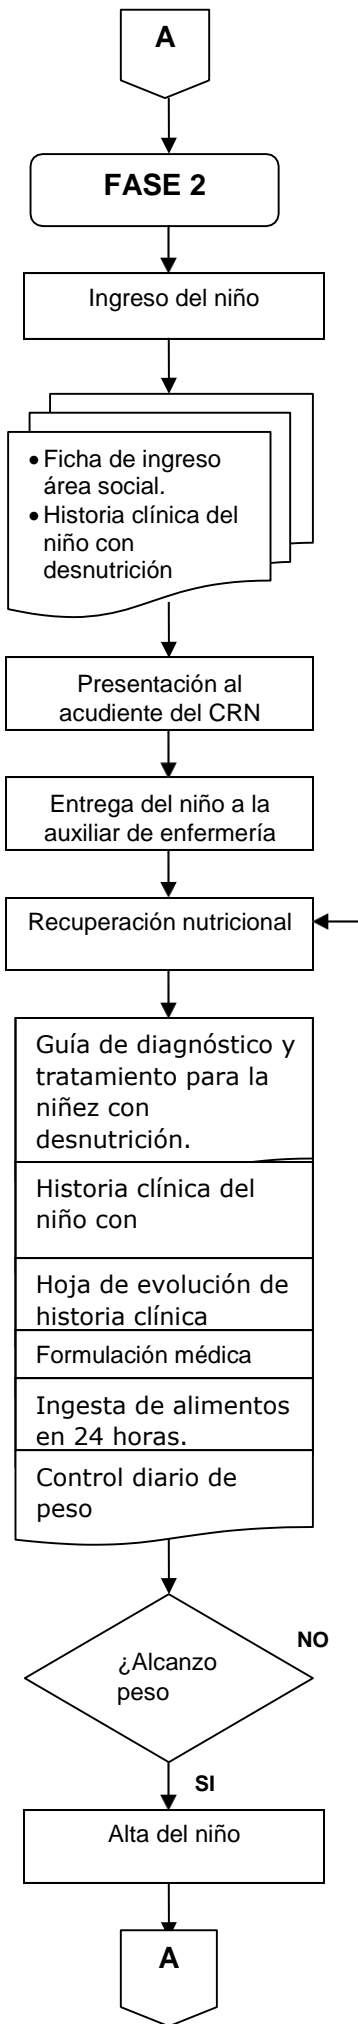 A
FASE 2
Ingreso del niño
• Ficha de ingreso
área social.
• Historia clínica del
niño con
desnutrición
Presentación al
acudiente del CRN
Entrega del niño a la
auxiliar de enfermería
Recuperación nutricional
Guía de diagnóstico y
tratamiento para la
niñez con
desnutrición.
Historia clínica del
niño con
Hoja de evolución de
historia clínica
Formulación médica
Ingesta de alimentos
en 24 horas.
Control diario de
peso
NO
¿Alcanzo
peso
SI
Alta del niño
A